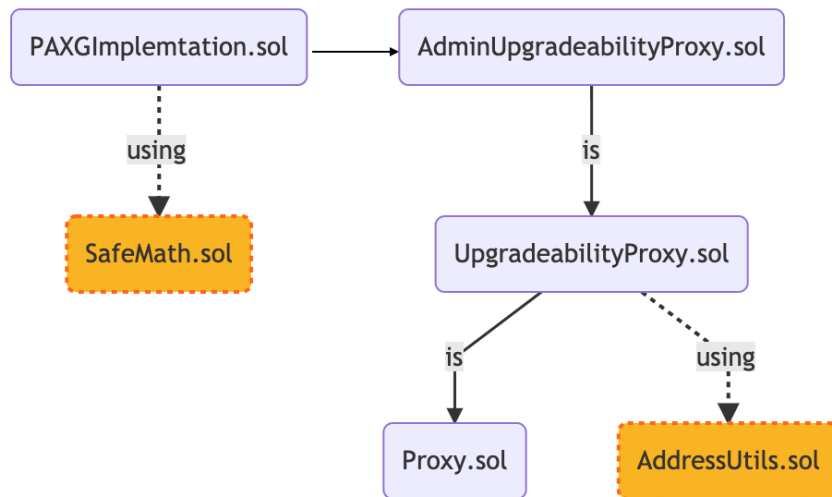 PAXGImplemtation.sol
AdminUpgradeabilityProxy.sol
using
is
SafeMath.sol
UpgradeabilityProxy.sol
is
using
Proxy.sol
AddressUtils.sol